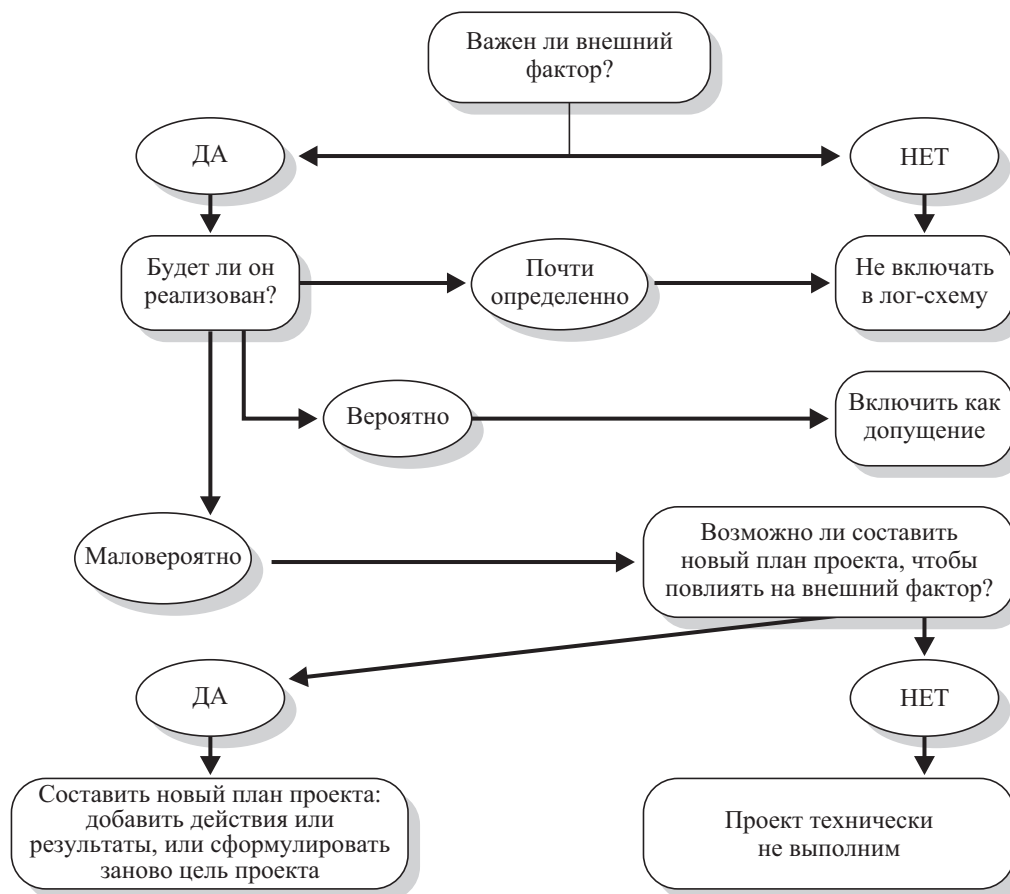 Важен ли внешний
фактор?
ДА
НЕТ
Будет ли он
реализован?
Почти
определенно
Не включать
в лог-схему
Вероятно
Включить как
допущение
Маловероятно
Возможно ли составить
новый план проекта, чтобы
повлиять на внешний фактор?
ДА
НЕТ
Составить новый план проекта:
добавить действия или
результаты, или сформулировать
заново цель проекта
Проект технически
не выполним